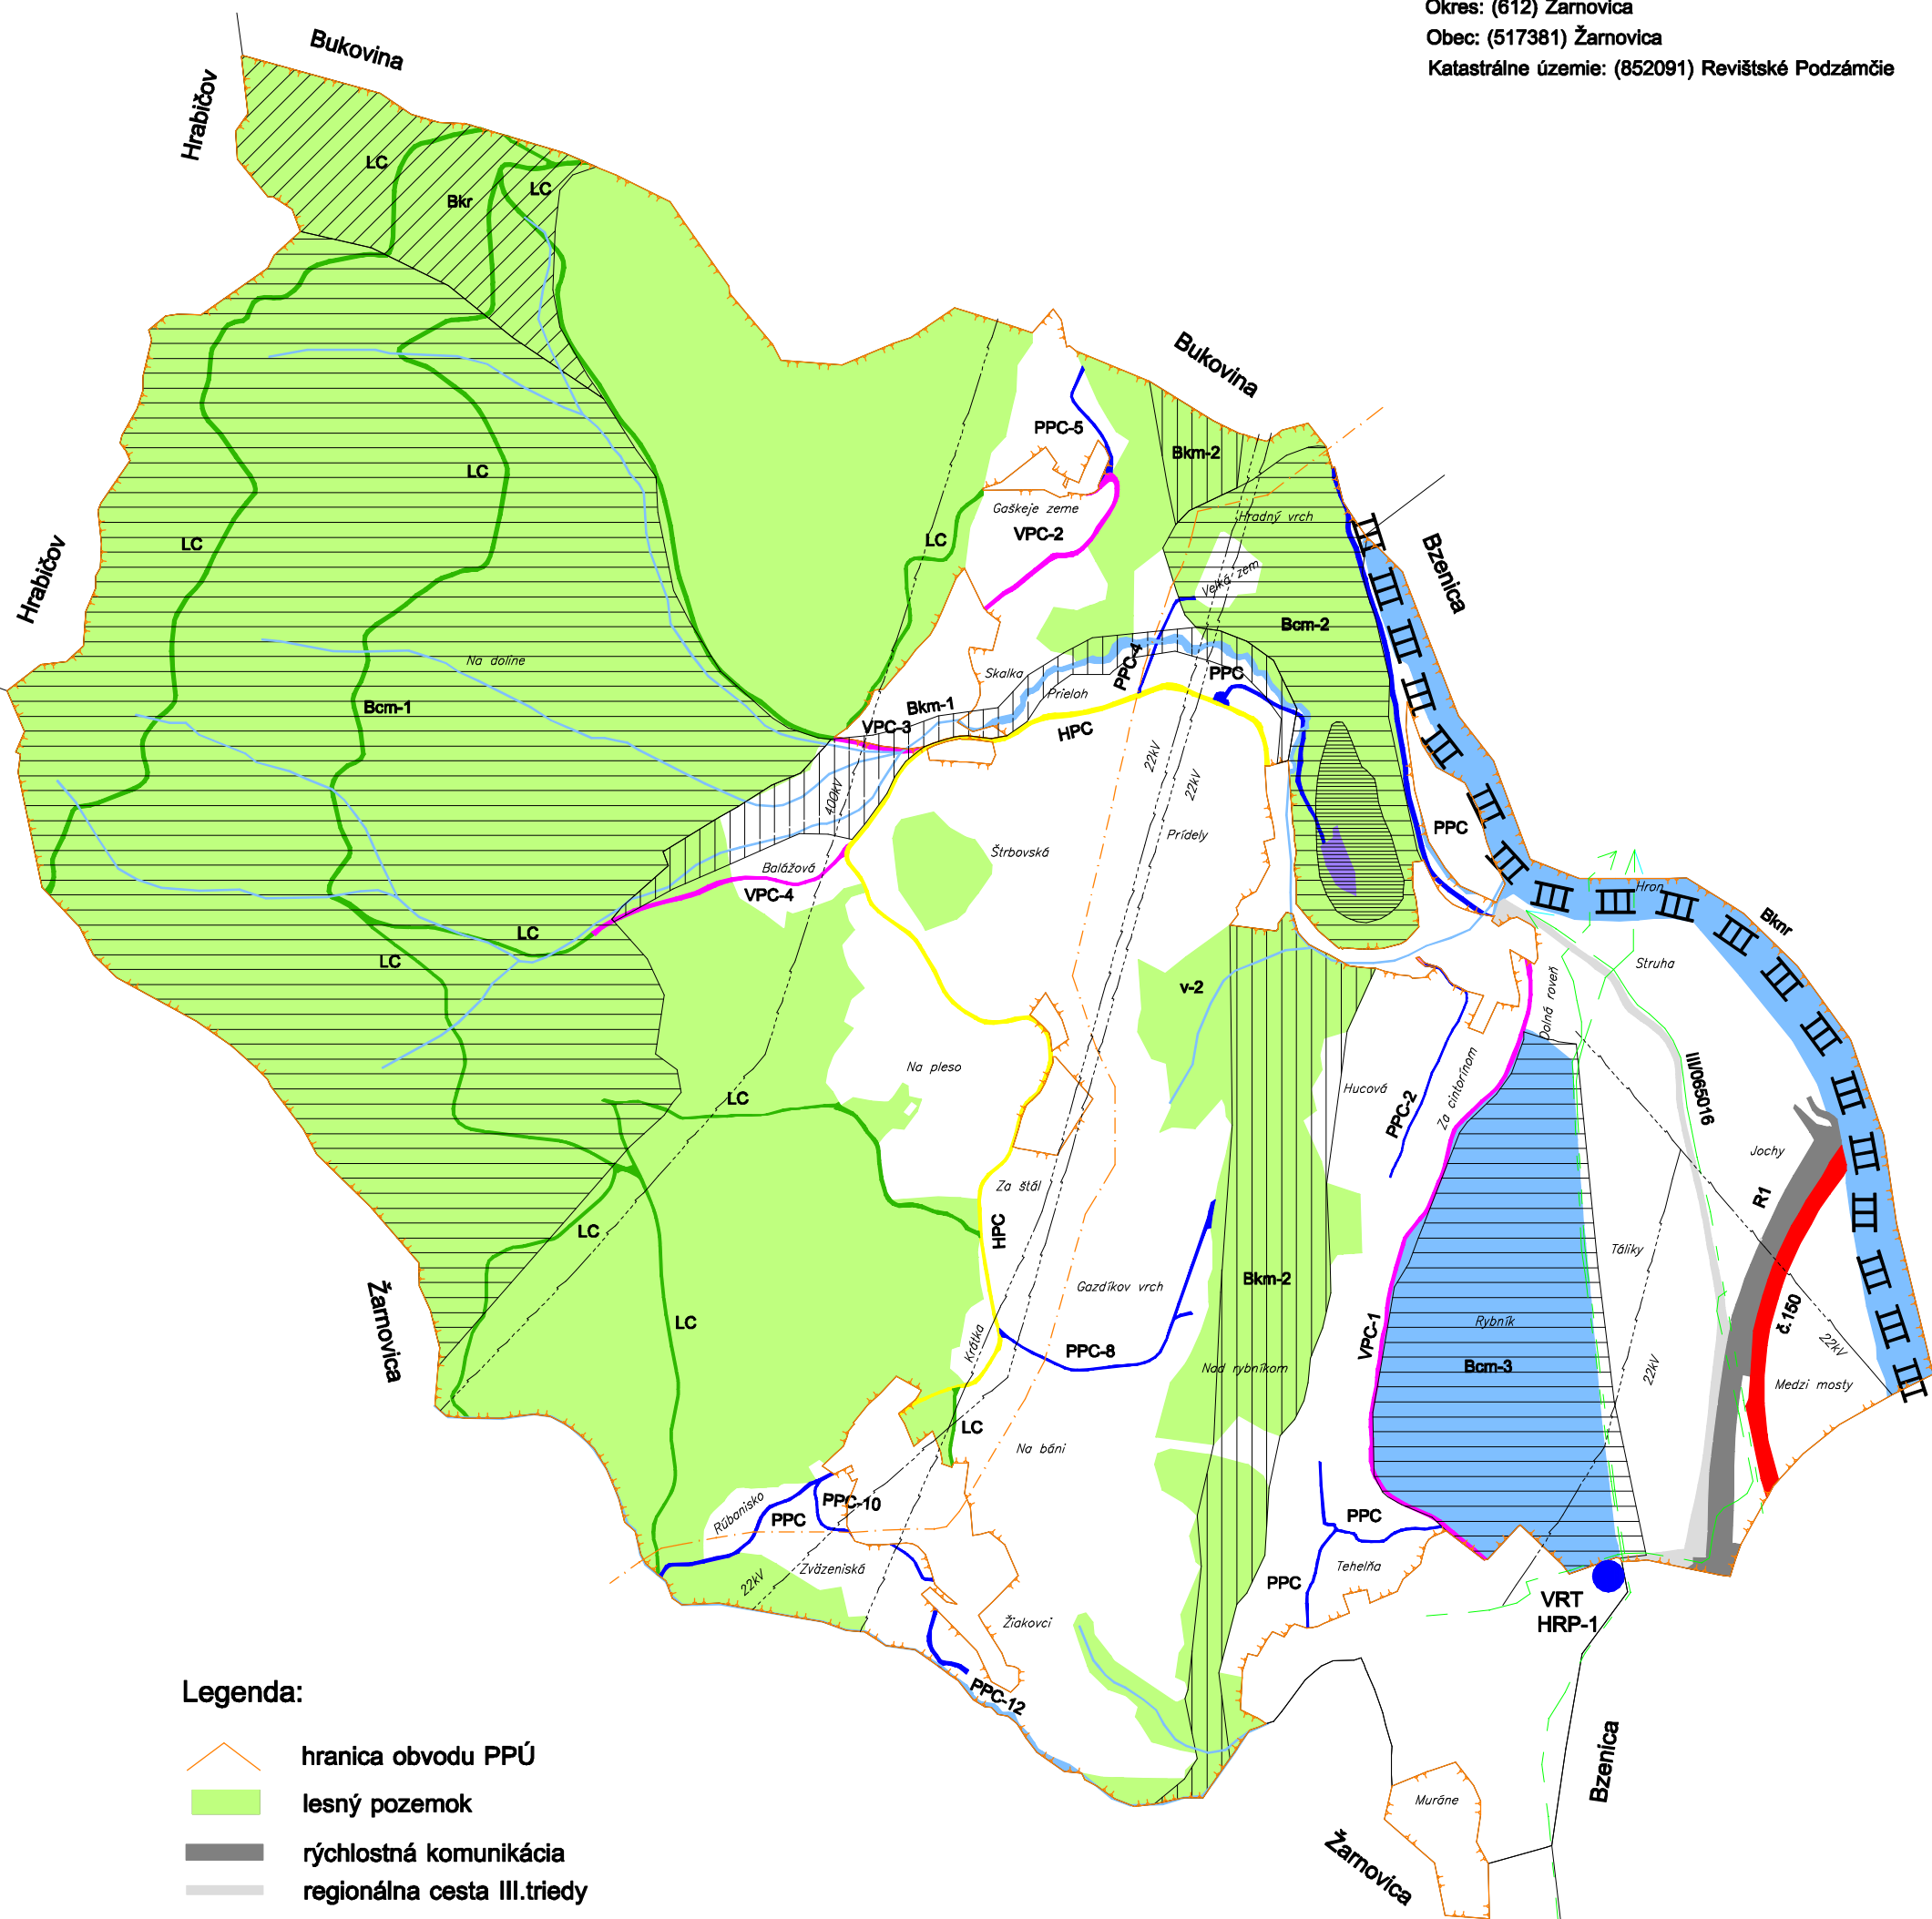 Okres: (612) Žarnovica
Obec: (517381) Žarnovica
Katastrálne územie: (852091) Revištské Podzámčie
Bukovina
Hrabičov
LC
LC
Bkr
Bukovina
PPC-5
Bkm-2
LC
Gaškeje zeme
VPC-2
Hradný vrch
LC
LC
Hrabičov
Bzenica
Veľká zem
Bcm-2
Na doline
Skalka
PPC-4
PPC
Prieloh
Bcm-1
Bkm-1
VPC-3
HPC
22kV
22kV
400kV
Prídely
PPC
Štrbovská
Balážová
VPC-4
Hron
Bknr
LC
LC
v-2
Struha
Dolná roveň
Na pleso
Hucová
Za cintorínom
PPC-2
III/065016
LC
Jochy
Za štál
R1
LC
HPC
Táliky
Gazdíkov vrch
Bkm-2
Žarnovica
LC
Krátka
PPC-8
VPC-1
Rybník
č.150
22kV
Nad rybníkom
Bcm-3
22kV
Medzi mosty
LC
Na báni
Rúbanisko
PPC-10
PPC
PPC
Zväzeniská
22kV
Tehelňa
PPC
VRT
HRP-1
Žiakovci
PPC-12
Legenda:
hranica obvodu PPÚ
lesný pozemok
rýchlostná komunikácia
regionálna cesta III.triedy
Bzenica
Muráne
Žarnovica